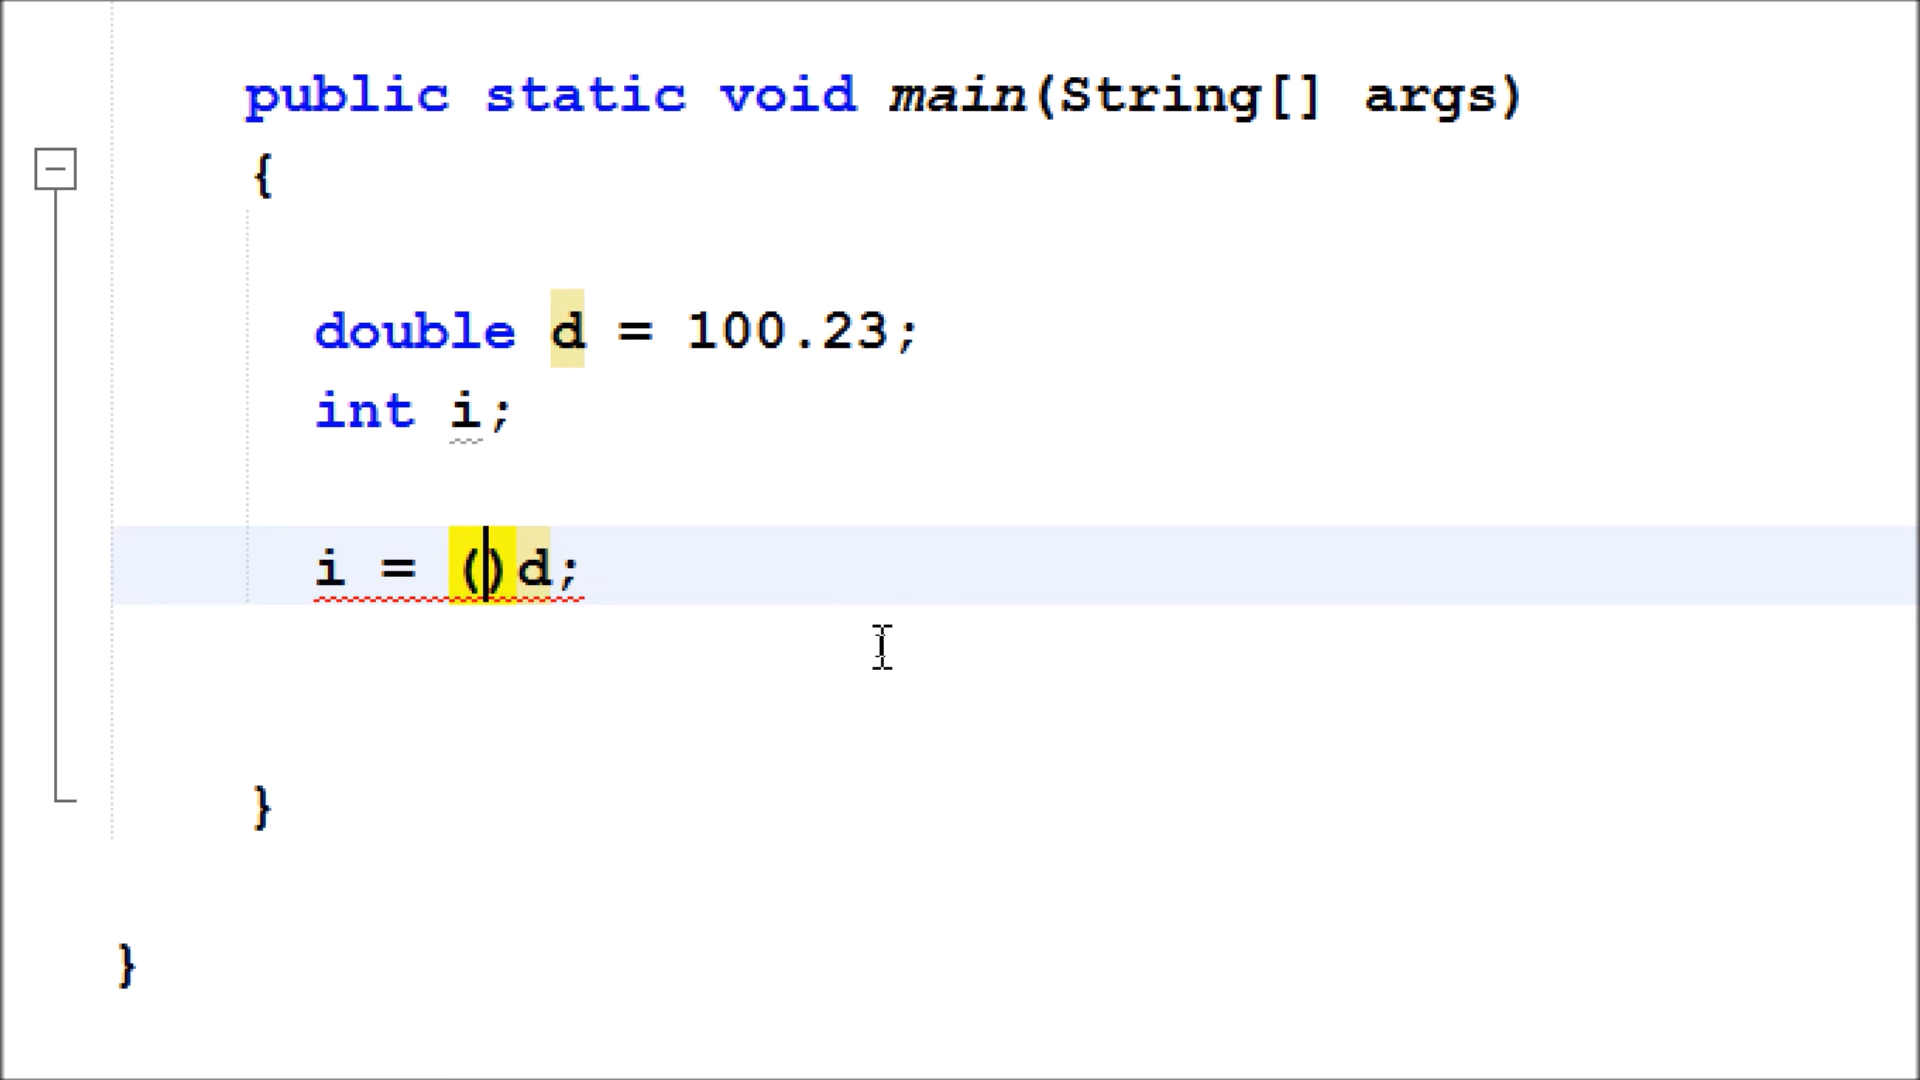 public static void main(String[] args)
{
double d = 100.23;
int i;
i = ()d;
}
}